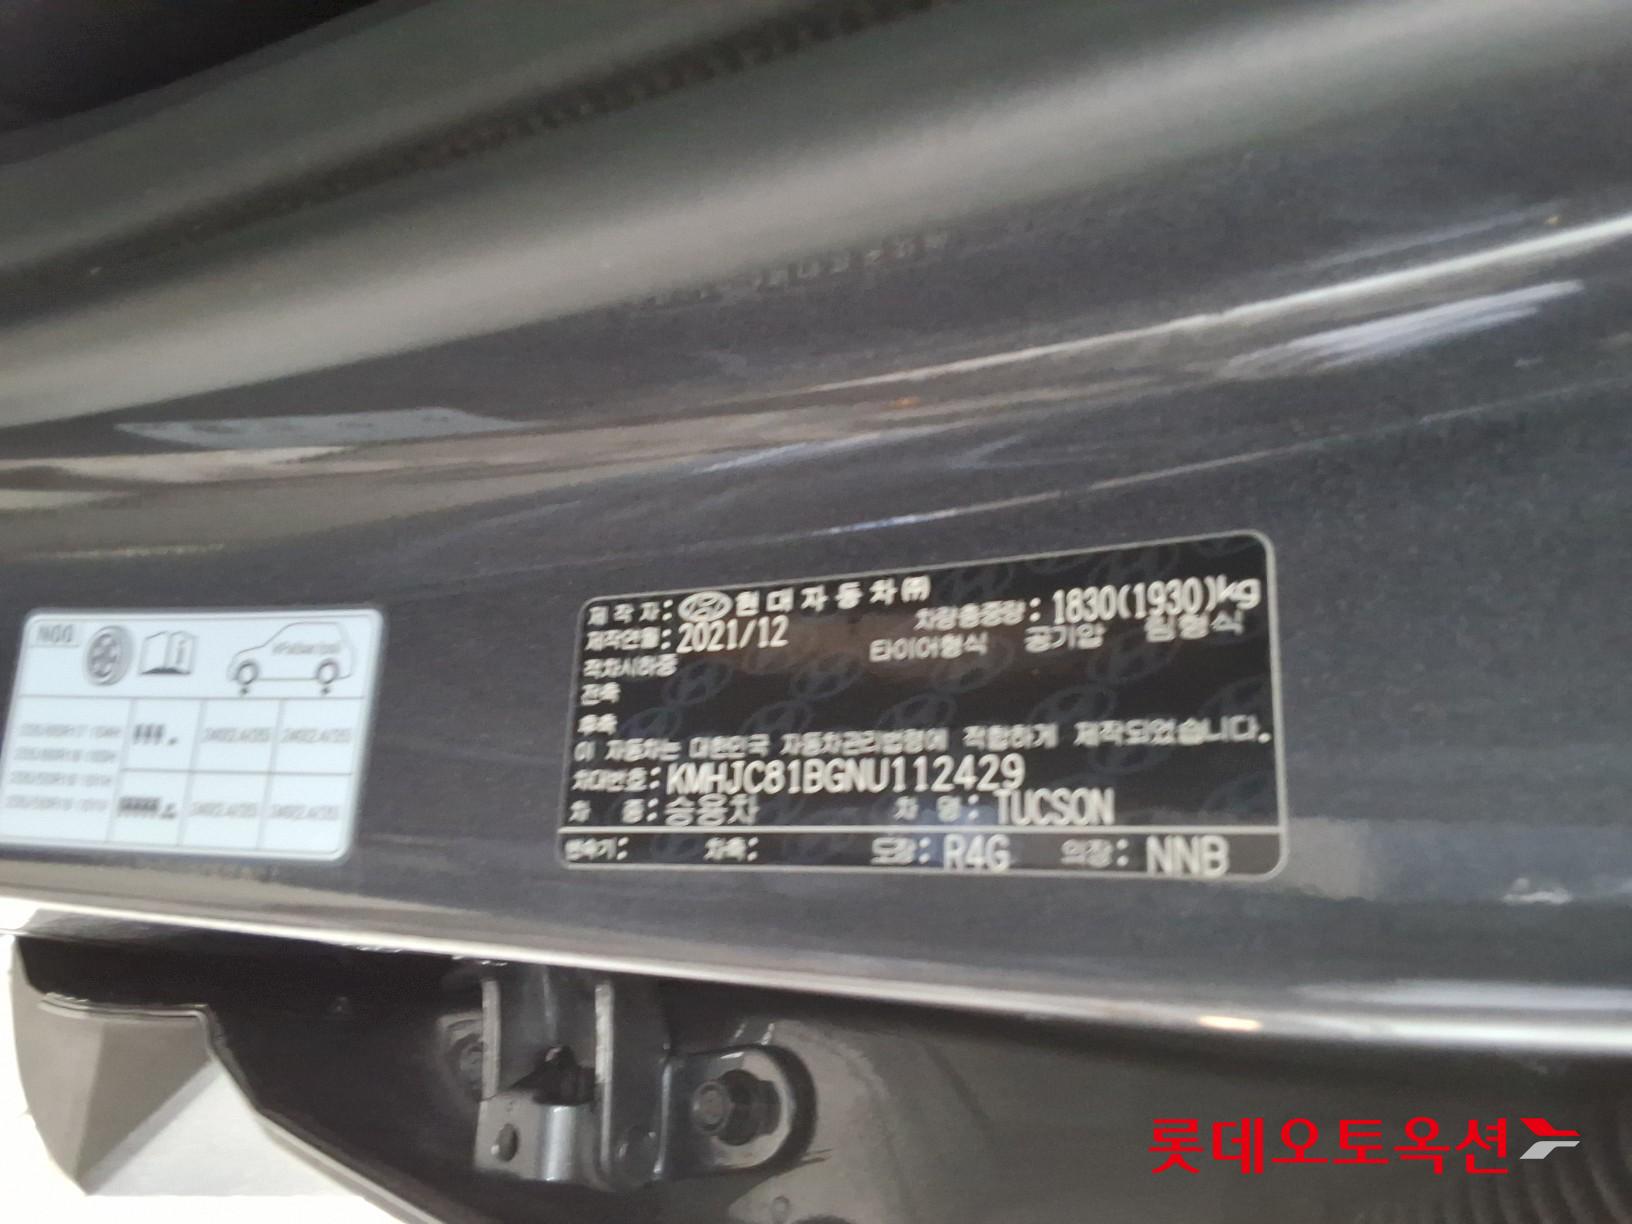 제작자: 현대자동차㈜
제작연월: 2021/12
차량총중량: 1830(1930)kg
타이어형식 공기압 림형식
적차시하중
전축
후축
이 자동차는 대한민국 자동차관리법령에 적합하게 제작되었습니다.
차대번호: KMHJC81BGNU112429
차 종: 승용차 차 명: TUCSON
변속기: 차축: 도장: R4G 의장: NNB
롯데오토옥션